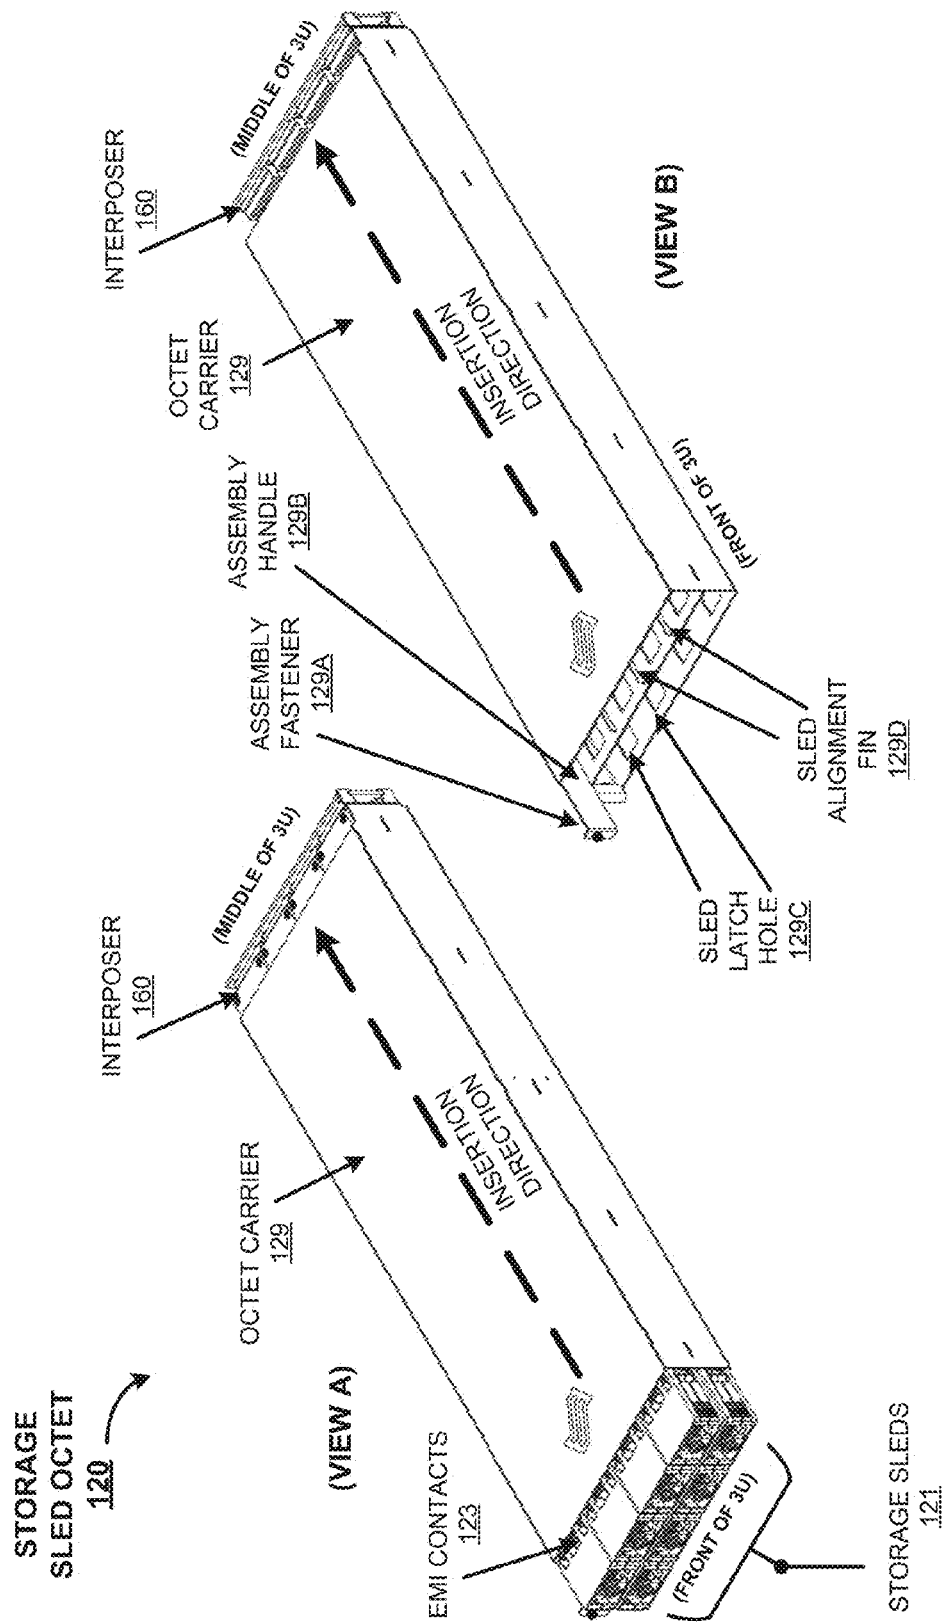 STORAGE
SLED OCTET
120
(VIEW A)
OCTET CARRIER
129
INTERPOSER
160
(MIDDLE OF 3U)
INSERTION
DIRECTION
EMI CONTACTS
123
(FRONT OF 3U)
STORAGE SLEDS
121
ASSEMBLY
FASTENER
129A
ASSEMBLY
HANDLE
129B
OCTET
CARRIER
129
INTERPOSER
160
(MIDDLE OF 3U)
INSERTION
DIRECTION
(FRONT OF 3U)
(VIEW B)
SLED
LATCH
HOLE
129C
SLED
ALIGNMENT
FIN
129D